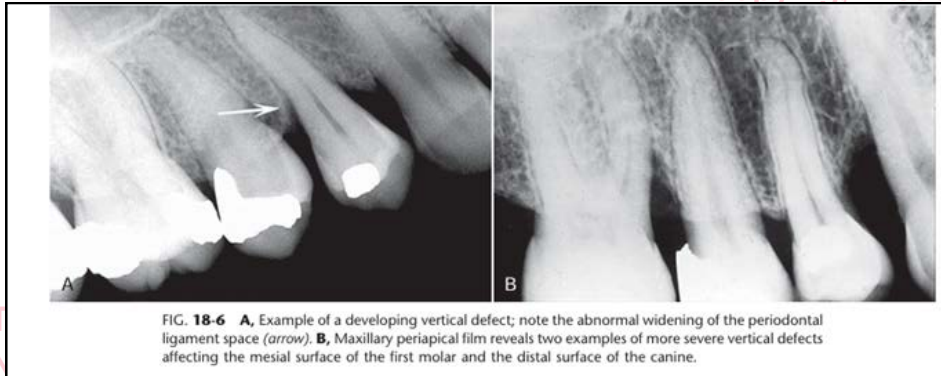 A
B
FIG. 18-6 A, Example of a developing vertical defect; note the abnormal widening of the periodontal
ligament space (arrow). B, Maxillary periapical film reveals two examples of more severe vertical defects
affecting the mesial surface of the first molar and the distal surface of the canine.